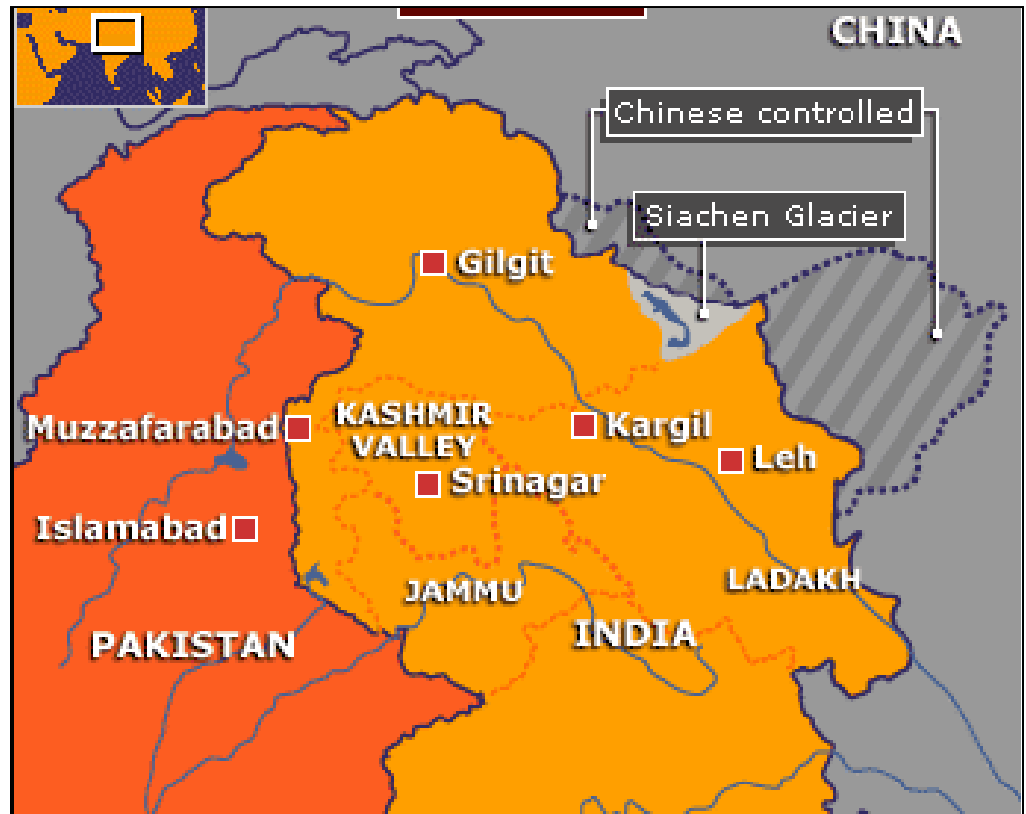 CHINA
Chinese controlled
Siachen Glacier
Gilgit
KASHMIR
VALLEY
Muzzafarabad
Kargil
Leh
Srinagar
Islamabad
JAMMU
LADAKH
INDIA
PAKISTAN